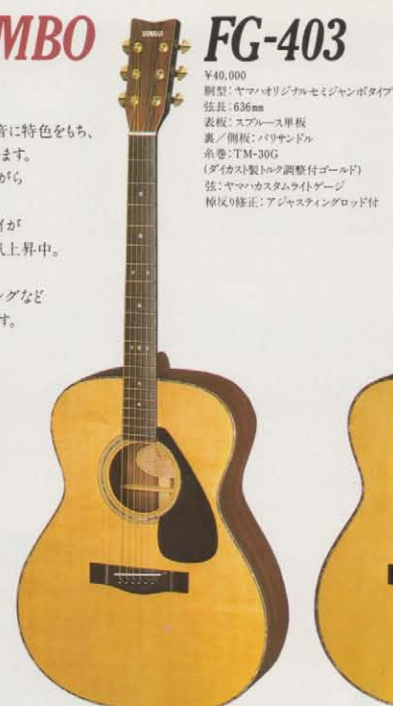 MBO
音に特色をもち、
ます。
がら
イが
気上昇中。
ングなど
す。
YAMAHA
FG-403
¥40,000
胴型:ヤマハオリジナルセミジャンボタイプ
弦長:636mm
表板:スプルース単板
裏/側板:パリサンドル
糸巻:TM-30G
(ダイカスト製トルク調整付ゴールド)
弦:ヤマハカスタムライトゲージ
棹反り修正:アジャスティングロッド付